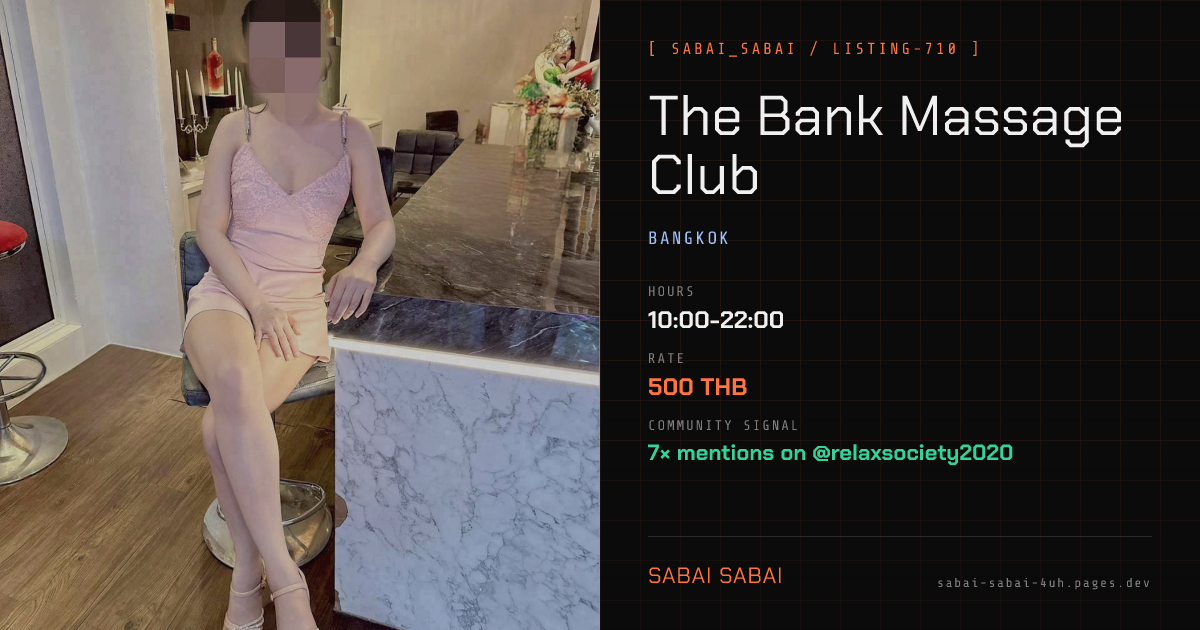 [ SABAI_SABAI / LISTING-710 ]
The Bank Massage
Club
BANGKOK
HOURS
10:00-22:00
RATE
500 THB
COMMUNITY SIGNAL
7× mentions on @relaxsociety2020
SABAI SABAI
sabai-sabai-4uh.pages.dev